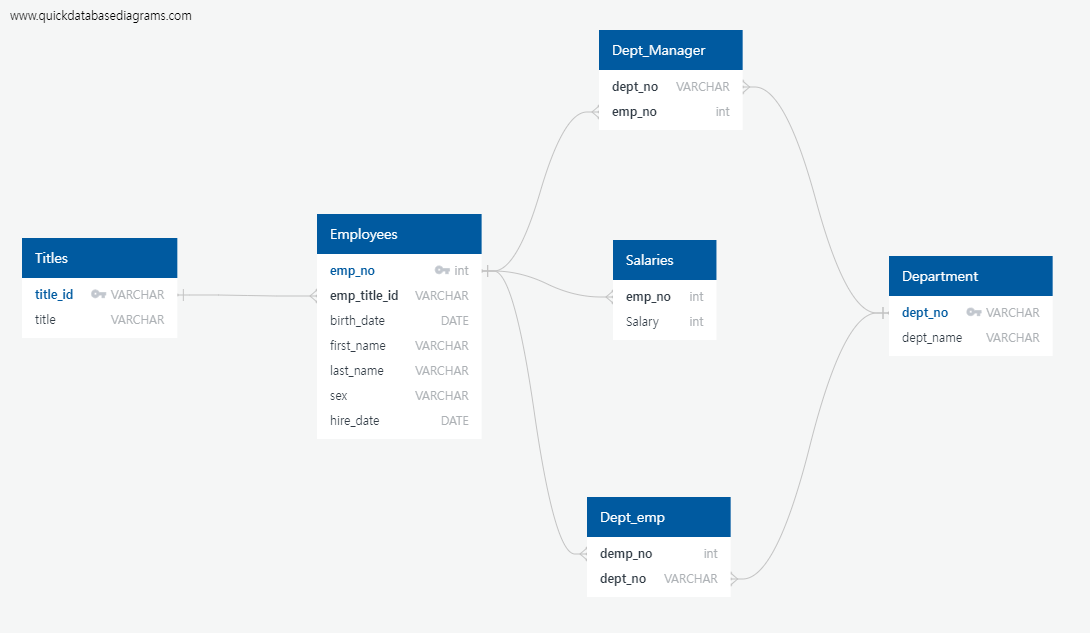 www.quickdatabasediagrams.com
Dept_Manager
dept_no VARCHAR
emp_no int
Titles
title_id VARCHAR
title VARCHAR
Employees
emp_no int
emp_title_id VARCHAR
birth_date DATE
first_name VARCHAR
last_name VARCHAR
sex VARCHAR
hire_date DATE
Salaries
emp_no int
Salary int
Department
dept_no VARCHAR
dept_name VARCHAR
Dept_emp
demp_no int
dept_no VARCHAR